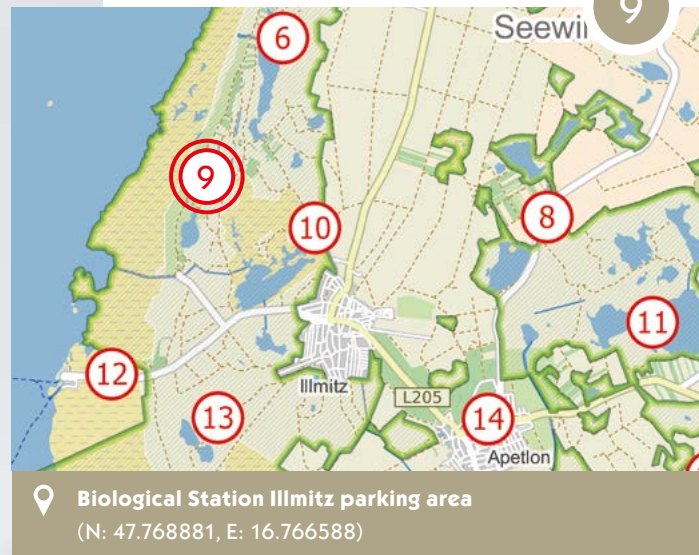 9
6
Seewi
9
8
10
11
12
Illmitz
L205
13
14
Apetlon
Biological Station Illmitz parking area
(N: 47.768881, E: 16.766588)